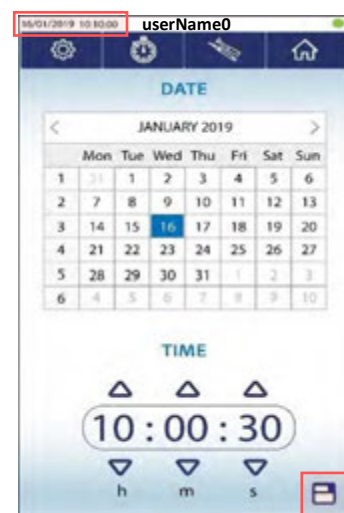 16/01/2019 10:10:00 userName0
DATE
< JANUARY 2019 >
Mon Tue Wed Thu Fri Sat Sun
1 31 1 2 3 4 5 6
2 7 8 9 10 11 12 13
3 14 15 16 17 18 19 20
4 21 22 23 24 25 26 27
5 28 29 30 31 1 2 3
6 4 5 6 7 8 9 10
TIME
10 : 00 : 30
h m s